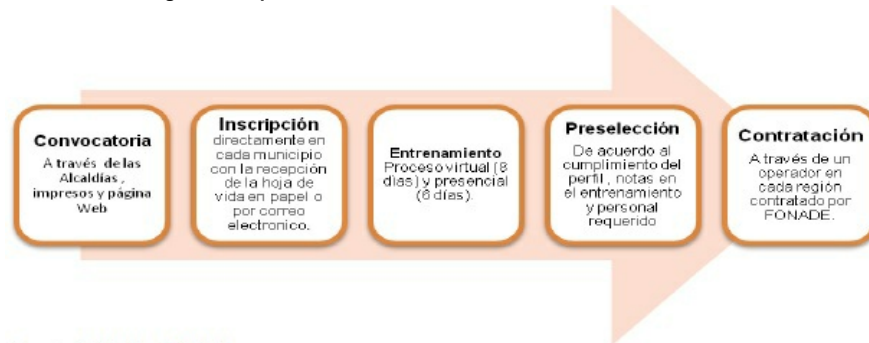 Convocatoria
A través de las
Alcaldías,
impresos y página
Web
Inscripción
directamente en
cada municipio
con la recepción
de la hoja de
vida en papel o
por correo
electronico.
Entrenamiento
Proceso virtual (8
días) y presencial
(6 días).
Preselección
De acuerdo al
cumplimiento del
perfil, notas en
el entrenamiento
y personal
requerido
Contratación
A través de un
operador en
cada región
contratado por
FONADE.